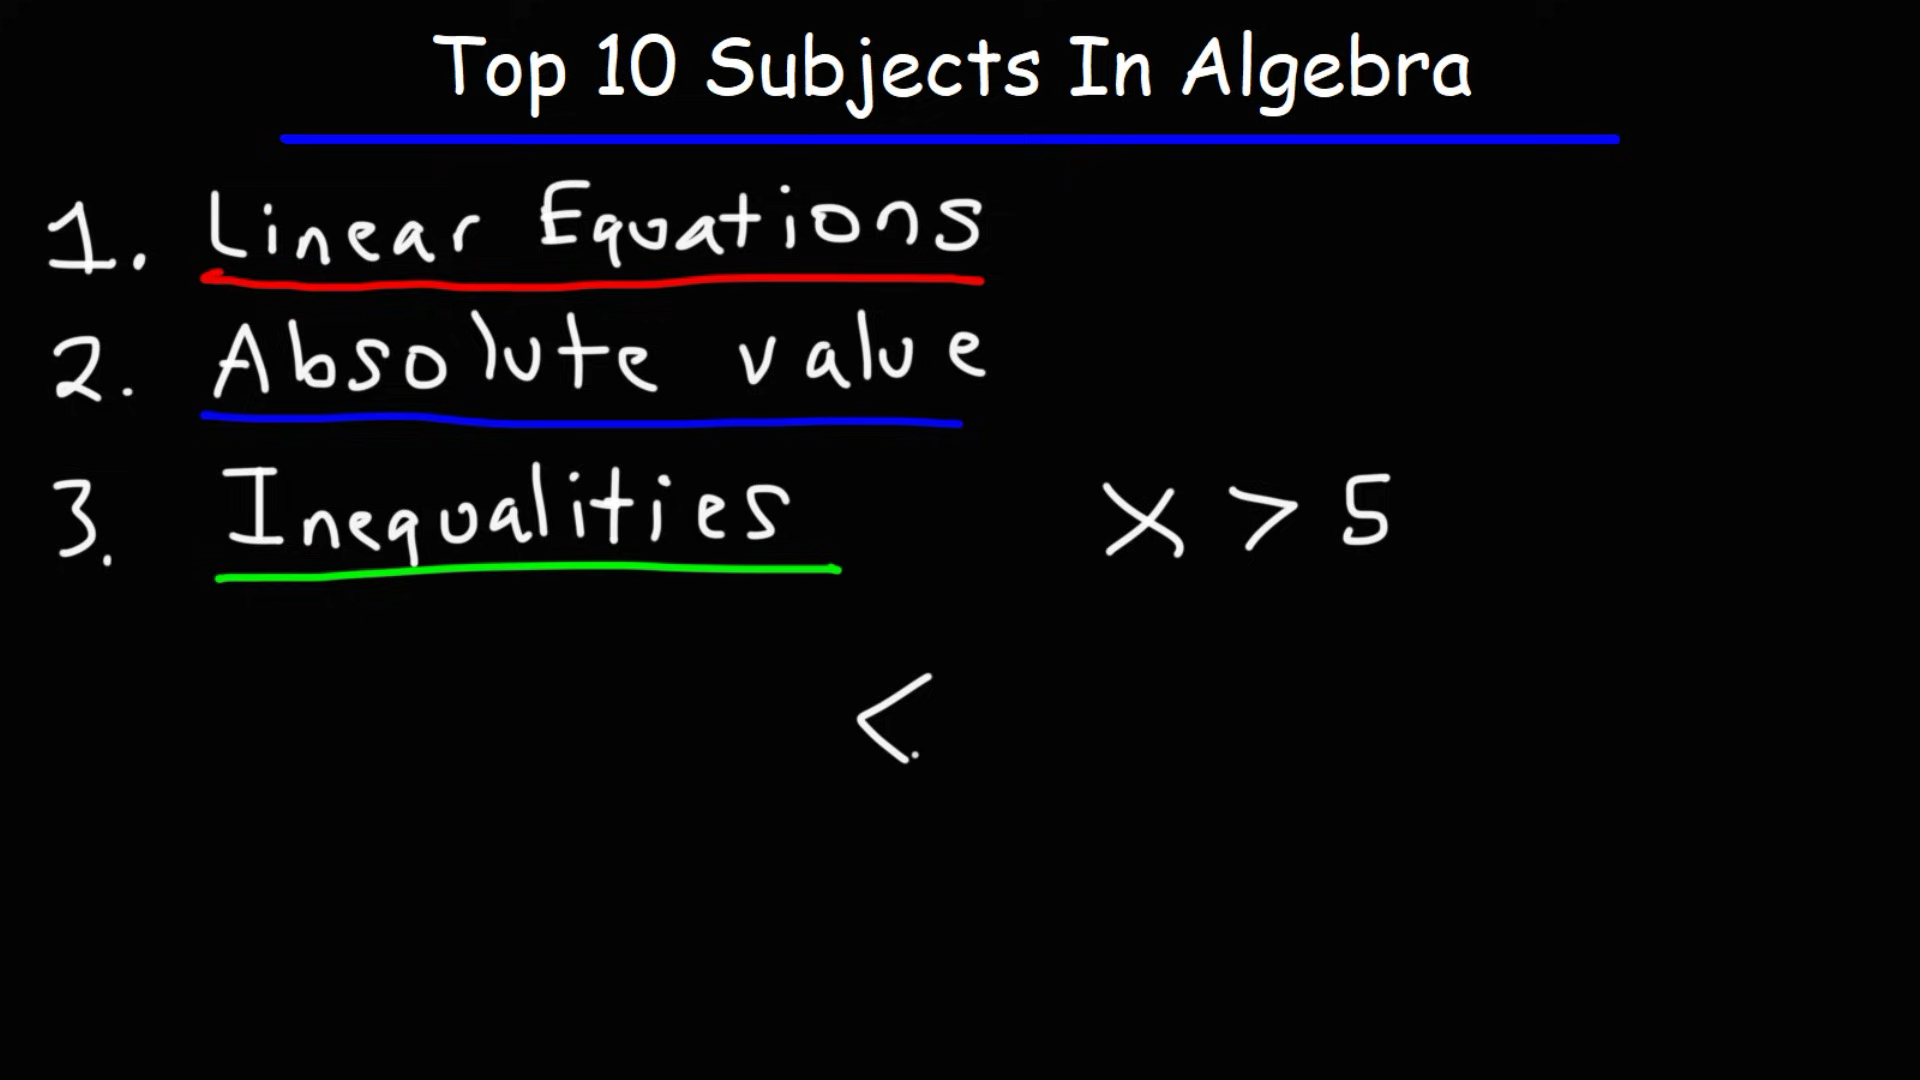 Top 10 Subjects In Algebra
1. Linear Equations
2. Absolute value
3. Inequalities x > 5
<